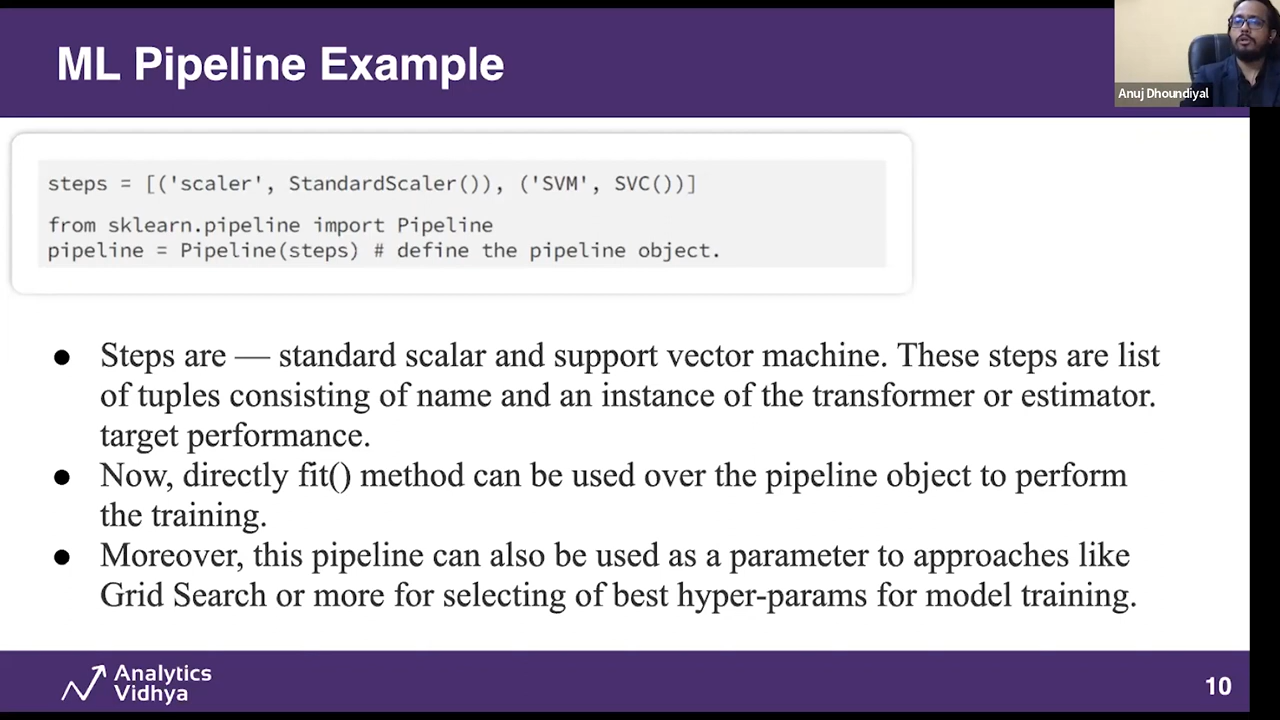 ML Pipeline Example
Anuj Dhoundiyal
steps = [('scaler', StandardScaler()), ('SVM', SVC())]
from sklearn.pipeline import Pipeline
pipeline = Pipeline(steps) # define the pipeline object.
● Steps are — standard scalar and support vector machine. These steps are list
of tuples consisting of name and an instance of the transformer or estimator.
target performance.
● Now, directly fit() method can be used over the pipeline object to perform
the training.
● Moreover, this pipeline can also be used as a parameter to approaches like
Grid Search or more for selecting of best hyper-params for model training.
Analytics
Vidhya
10